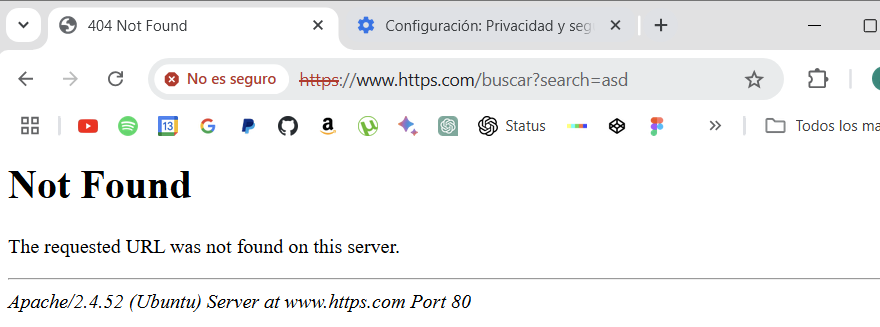 404 Not Found
Configuración: Privacidad y seg
No es seguro https://www.https.com/buscar?search=asd
13 Status Todos los ma
Not Found
The requested URL was not found on this server.
Apache/2.4.52 (Ubuntu) Server at www.https.com Port 80